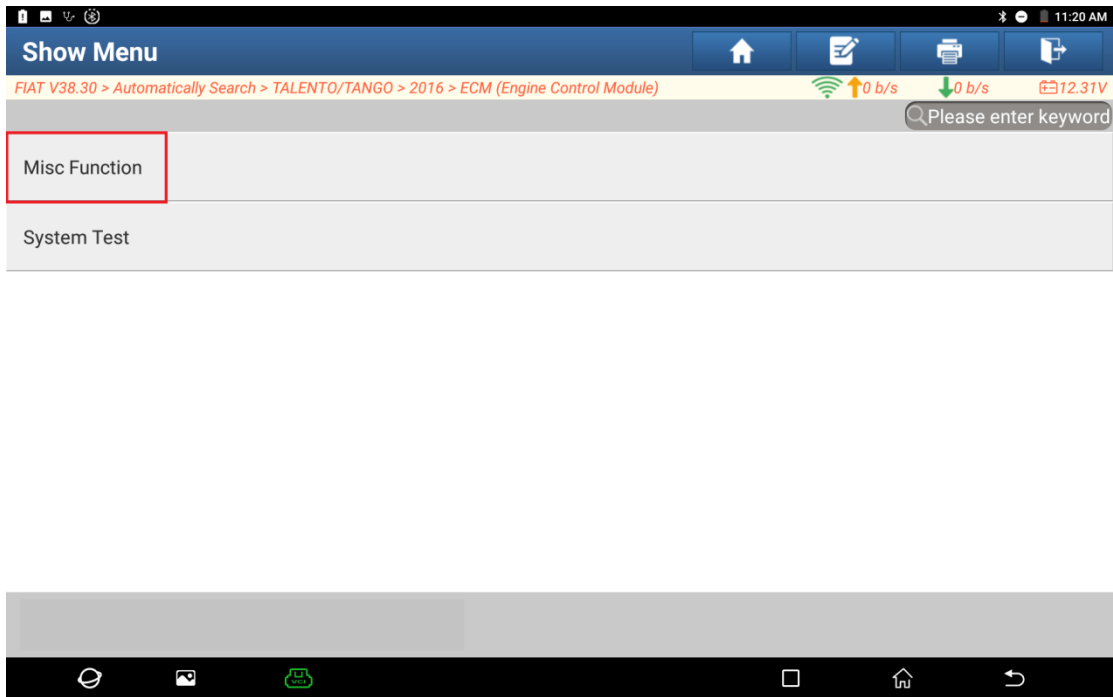 11:20 AM
Show Menu
FIAT V38.30 > Automatically Search > TALENTO/TANGO > 2016 > ECM (Engine Control Module)
0 b/s
0 b/s
12.31V
Please enter keyword
Misc Function
System Test
VCI